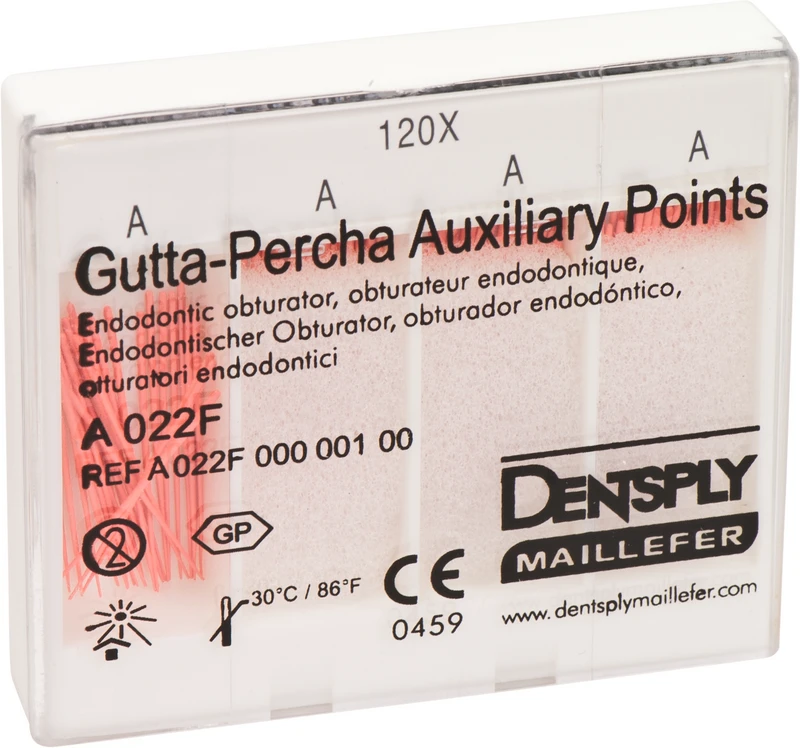 120X
A A A A
Gutta-Percha Auxiliary Points
Endodontic obturator, obturateur endodontique,
Endodontischer Obturator, obturador endodóntico,
otturatori endodontici
A 022F
REF A 022F 000 001 00
2
GP
30°C / 86°F
CE
0459
DENTSPLY
MAILLEFER
www.dentsplymaillefer.com